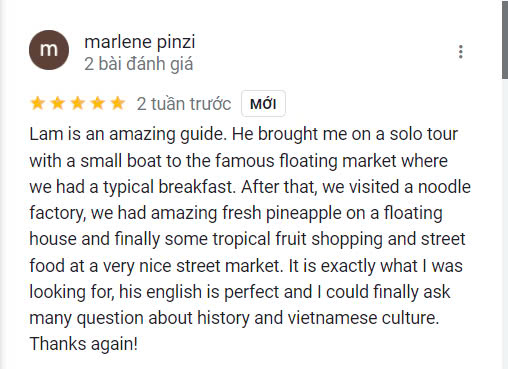 m
marlene pinzi
2 bài đánh giá
2 tuần trước MỚI
Lam is an amazing guide. He brought me on a solo tour
with a small boat to the famous floating market where
we had a typical breakfast. After that, we visited a noodle
factory, we had amazing fresh pineapple on a floating
house and finally some tropical fruit shopping and street
food at a very nice street market. It is exactly what I was
looking for, his english is perfect and I could finally ask
many question about history and vietnamese culture.
Thanks again!